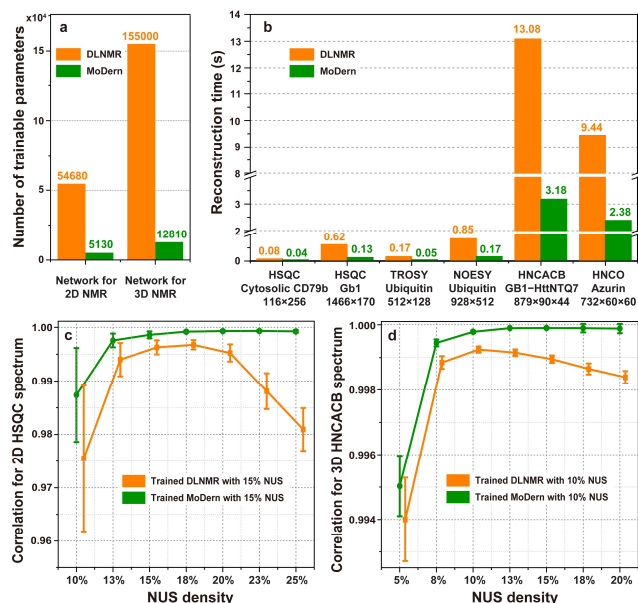 a
×10⁴
Number of trainable parameters
15
10
5
0
DLNMR
MoDern
155000
54680
5130
12810
Network for
2D NMR
Network for
3D NMR
b
Reconstruction time (s)
14
13
12
11
10
9
8
3
2
0
DLNMR
MoDern
13.08
9.44
3.18
2.38
0.08
0.04
0.62
0.13
0.17
0.05
0.85
0.17
HSQC
Cytosolic CD79b
116×256
HSQC
Gb1
1466×170
TROSY
Ubiquitin
512×128
NOESY
Ubiquitin
928×512
HNCACB
GB1−HttNTQ7
879×90×44
HNCO
Azurin
732×60×60
c
Correlation for 2D HSQC spectrum
1.00
0.99
0.98
0.97
0.96
Trained DLNMR with 15% NUS
Trained MoDern with 15% NUS
10%
13%
15%
18%
20%
23%
25%
NUS density
d
Correlation for 3D HNCACB spectrum
1.0000
0.998
0.996
0.994
Trained DLNMR with 10% NUS
Trained MoDern with 10% NUS
5%
8%
10%
13%
15%
18%
20%
NUS density